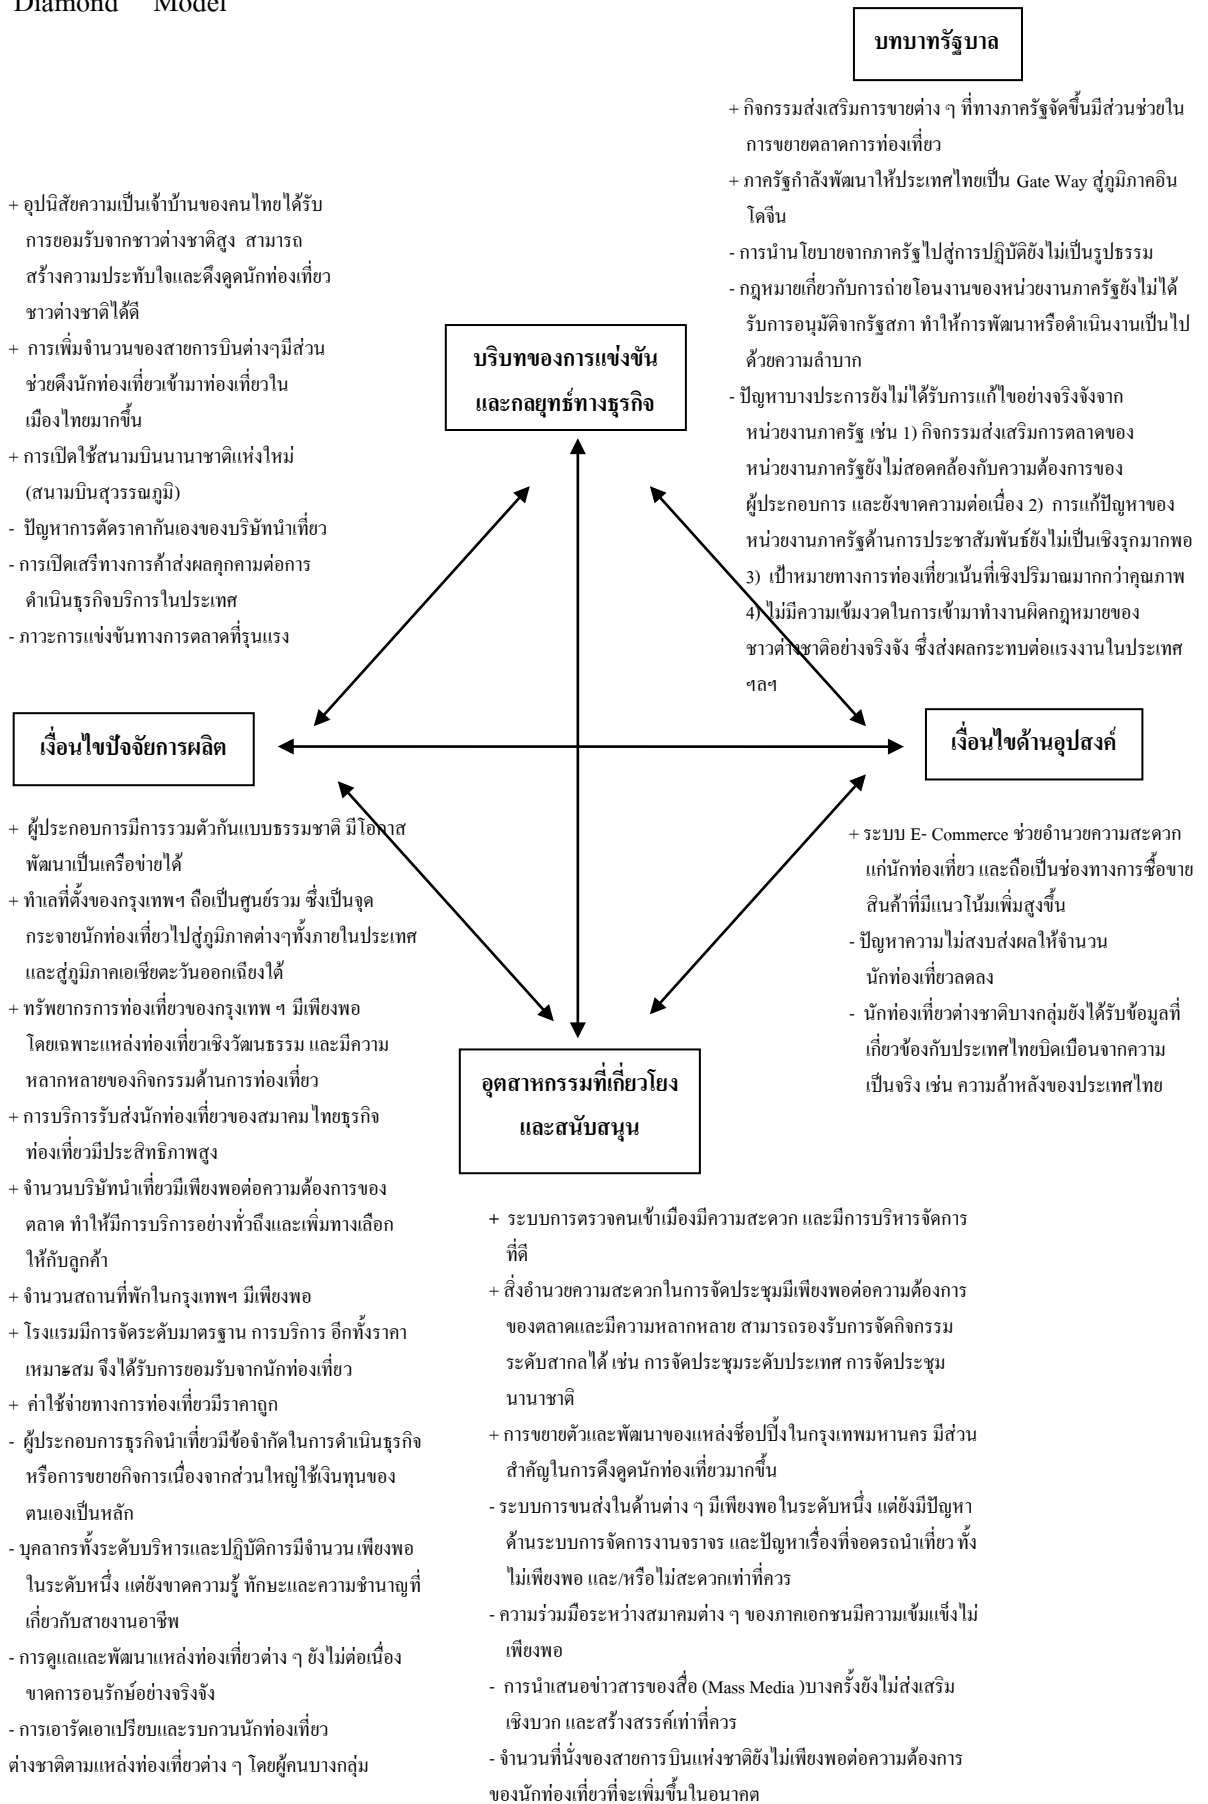 Diamond Model
บทบาทรัฐบาล
+ กิจกรรมส่งเสริมการขายต่าง ๆ ที่ทางภาครัฐจัดขึ้นมีส่วนช่วยใน
การขยายตลาดการท่องเที่ยว
+ ภาครัฐกำลังพัฒนาให้ประเทศไทยเป็น Gate Way สู่ภูมิภาคอิน
โดจีน
- การนำนโยบายจากภาครัฐไปสู่การปฏิบัติยังไม่เป็นรูปธรรม
- กฎหมายเกี่ยวกับการถ่ายโอนงานของหน่วยงานภาครัฐยังไม่ได้
รับการอนุมัติจากรัฐสภา ทำให้การพัฒนาหรือดำเนินงานเป็นไป
ด้วยความลำบาก
- ปัญหาบางประการยังไม่ได้รับการแก้ไขอย่างจริงจังจาก
หน่วยงานภาครัฐ เช่น 1) กิจกรรมส่งเสริมการตลาดของ
หน่วยงานภาครัฐยังไม่สอดคล้องกับความต้องการของ
ผู้ประกอบการ และยังขาดความต่อเนื่อง 2) การแก้ปัญหาของ
หน่วยงานภาครัฐด้านการประชาสัมพันธ์ยังไม่เป็นเชิงรุกมากพอ
3) เป้าหมายทางการท่องเที่ยวเน้นที่เชิงปริมาณมากกว่าคุณภาพ
4) ไม่มีความเข้มงวดในการเข้ามาทำงานผิดกฎหมายของ
ชาวต่างชาติอย่างจริงจัง ซึ่งส่งผลกระทบต่อแรงงานในประเทศ
ฯลฯ
+ อุปนิสัยความเป็นเจ้าบ้านของคนไทยได้รับ
การยอมรับจากชาวต่างชาติสูง สามารถ
สร้างความประทับใจและดึงดูดนักท่องเที่ยว
ชาวต่างชาติได้ดี
+ การเพิ่มจำนวนของสายการบินต่างๆมีส่วน
ช่วยดึงนักท่องเที่ยวเข้ามาท่องเที่ยวใน
เมืองไทยมากขึ้น
+ การเปิดใช้สนามบินนานาชาติแห่งใหม่
(สนามบินสุวรรณภูมิ)
- ปัญหาการตัดราคากันเองของบริษัทนำเที่ยว
- การเปิดเสรีทางการค้าส่งผลคุกคามต่อการ
ดำเนินธุรกิจบริการในประเทศ
- ภาวะการแข่งขันทางการตลาดที่รุนแรง
บริบทของการแข่งขัน
และกลยุทธ์ทางธุรกิจ
เงื่อนไขปัจจัยการผลิต
+ ผู้ประกอบการมีการรวมตัวกันแบบธรรมชาติ มีโอกาส
พัฒนาเป็นเครือข่ายได้
+ ทำเลที่ตั้งของกรุงเทพฯ ถือเป็นศูนย์รวม ซึ่งเป็นจุด
กระจายนักท่องเที่ยวไปสู่ภูมิภาคต่างๆทั้งภายในประเทศ
และสู่ภูมิภาคเอเชียตะวันออกเฉียงใต้
+ ทรัพยากรการท่องเที่ยวของกรุงเทพ ฯ มีเพียงพอ
โดยเฉพาะแหล่งท่องเที่ยวเชิงวัฒนธรรม และมีความ
หลากหลายของกิจกรรมด้านการท่องเที่ยว
+ การบริการรับส่งนักท่องเที่ยวของสมาคมไทยธุรกิจ
ท่องเที่ยวมีประสิทธิภาพสูง
+ จำนวนบริษัทนำเที่ยวมีเพียงพอต่อความต้องการของ
ตลาด ทำให้มีการบริการอย่างทั่วถึงและเพิ่มทางเลือก
ให้กับลูกค้า
+ จำนวนสถานที่พักในกรุงเทพฯ มีเพียงพอ
+ โรงแรมมีการจัดระดับมาตรฐาน การบริการ อีกทั้งราคา
เหมาะสม จึงได้รับการยอมรับจากนักท่องเที่ยว
+ ค่าใช้จ่ายทางการท่องเที่ยวมีราคาถูก
- ผู้ประกอบการธุรกิจนำเที่ยวมีข้อจำกัดในการดำเนินธุรกิจ
หรือการขยายกิจการเนื่องจากส่วนใหญ่ใช้เงินทุนของ
ตนเองเป็นหลัก
- บุคลากรทั้งระดับบริหารและปฏิบัติการมีจำนวนเพียงพอ
ในระดับหนึ่ง แต่ยังขาดความรู้ ทักษะและความชำนาญที่
เกี่ยวกับสายงานอาชีพ
- การดูแลและพัฒนาแหล่งท่องเที่ยวต่าง ๆ ยังไม่ต่อเนื่อง
ขาดการอนรักษ์อย่างจริงจัง
- การเอารัดเอาเปรียบและรบกวนนักท่องเที่ยว
ต่างชาติตามแหล่งท่องเที่ยวต่าง ๆ โดยผู้คนบางกลุ่ม
เงื่อนไขด้านอุปสงค์
+ ระบบ E- Commerce ช่วยอำนวยความสะดวก
แก่นักท่องเที่ยว และถือเป็นช่องทางการซื้อขาย
สินค้าที่มีแนวโน้มเพิ่มสูงขึ้น
- ปัญหาความไม่สงบส่งผลให้จำนวน
นักท่องเที่ยวลดลง
- นักท่องเที่ยวต่างชาติบางกลุ่มยังได้รับข้อมูลที่
เกี่ยวข้องกับประเทศไทยบิดเบือนจากความ
เป็นจริง เช่น ความล้าหลังของประเทศไทย
อุตสาหกรรมที่เกี่ยวโยง
และสนับสนุน
+ ระบบการตรวจคนเข้าเมืองมีความสะดวก และมีการบริหารจัดการ
ที่ดี
+ สิ่งอำนวยความสะดวกในการจัดประชุมมีเพียงพอต่อความต้องการ
ของตลาดและมีความหลากหลาย สามารถรองรับการจัดกิจกรรม
ระดับสากลได้ เช่น การจัดประชุมระดับประเทศ การจัดประชุม
นานาชาติ
+ การขยายตัวและพัฒนาของแหล่งช็อปปิ้งในกรุงเทพมหานคร มีส่วน
สำคัญในการดึงดูดนักท่องเที่ยวมากขึ้น
- ระบบการขนส่งในด้านต่าง ๆ มีเพียงพอในระดับหนึ่ง แต่ยังมีปัญหา
ด้านระบบการจัดการงานจราจร และปัญหาเรื่องที่จอดรถนำเที่ยว ทั้ง
ไม่เพียงพอ และ/หรือไม่สะดวกเท่าที่ควร
- ความร่วมมือระหว่างสมาคมต่าง ๆ ของภาคเอกชนมีความเข้มแข็งไม่
เพียงพอ
- การนำเสนอข่าวสารของสื่อ (Mass Media )บางครั้งยังไม่ส่งเสริม
เชิงบวก และสร้างสรรค์เท่าที่ควร
- จำนวนที่นั่งของสายการบินแห่งชาติยังไม่เพียงพอต่อความต้องการ
ของนักท่องเที่ยวที่จะเพิ่มขึ้นในอนาคต